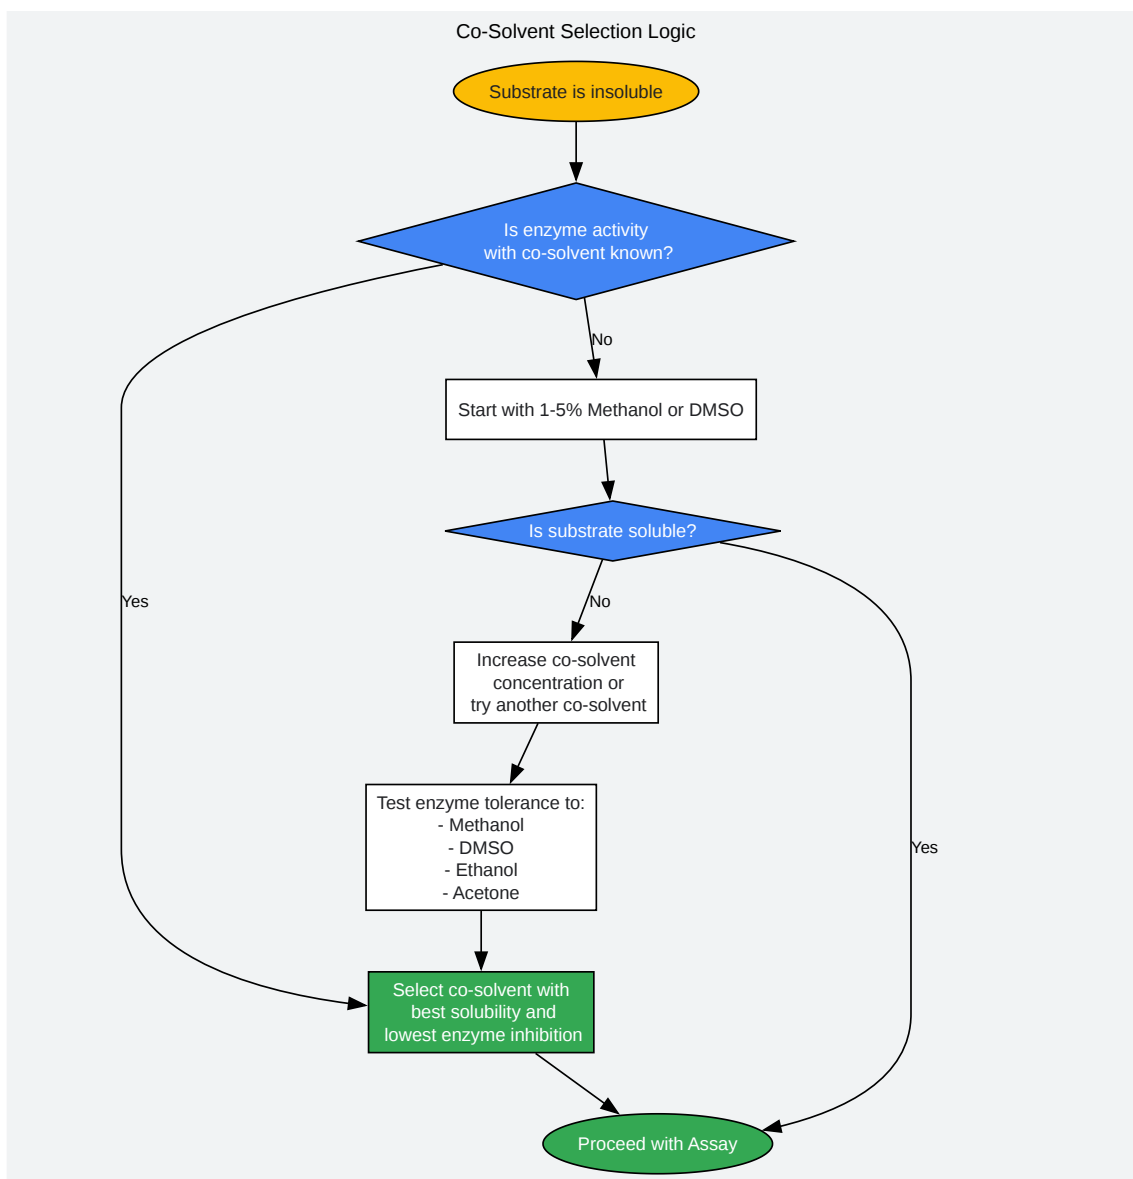 Co-Solvent Selection Logic
Substrate is insoluble
Is enzyme activity
with co-solvent known?
No
Start with 1-5% Methanol or DMSO
Is substrate soluble?
Yes
No
Increase co-solvent
concentration or
try another co-solvent
Test enzyme tolerance to:
- Methanol
- DMSO
- Ethanol
- Acetone
Yes
Select co-solvent with
best solubility and
lowest enzyme inhibition
Proceed with Assay